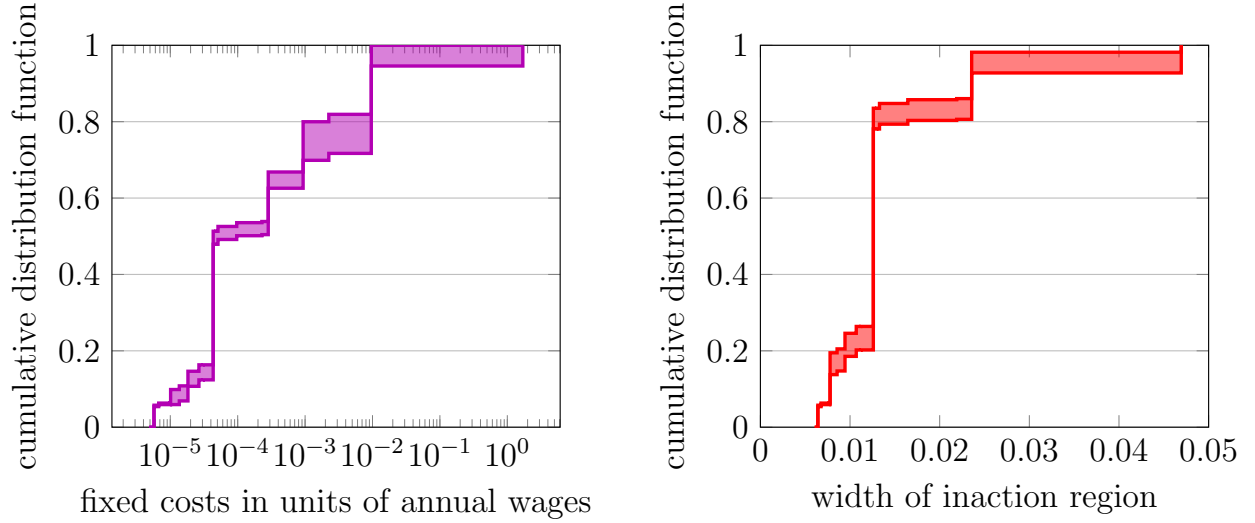 cumulative distribution function
1
0.8
0.6
0.4
0.2
0
10⁻⁵ 10⁻⁴ 10⁻³ 10⁻² 10⁻¹ 10⁰
fixed costs in units of annual wages
cumulative distribution function
1
0.8
0.6
0.4
0.2
0
0 0.01 0.02 0.03 0.04 0.05
width of inaction region